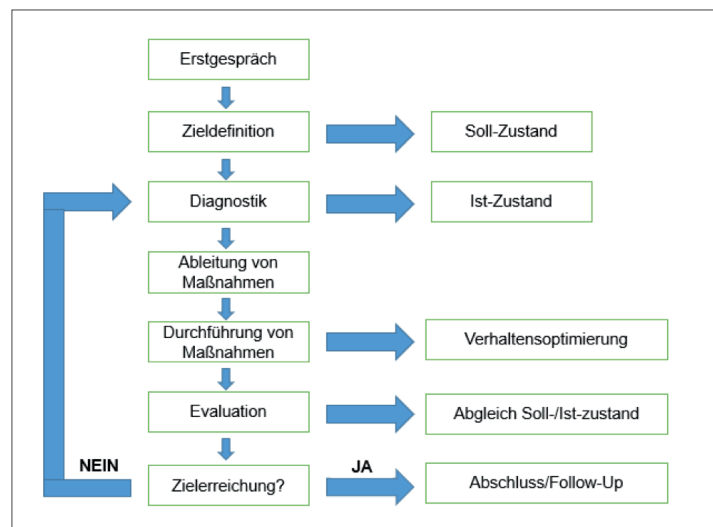 Erstgespräch
Zieldefinition
Soll-Zustand
Diagnostik
Ist-Zustand
Ableitung von
Maßnahmen
Durchführung von
Maßnahmen
Verhaltensoptimierung
Evaluation
Abgleich Soll-/Ist-zustand
NEIN
Zielerreichung?
JA
Abschluss/Follow-Up